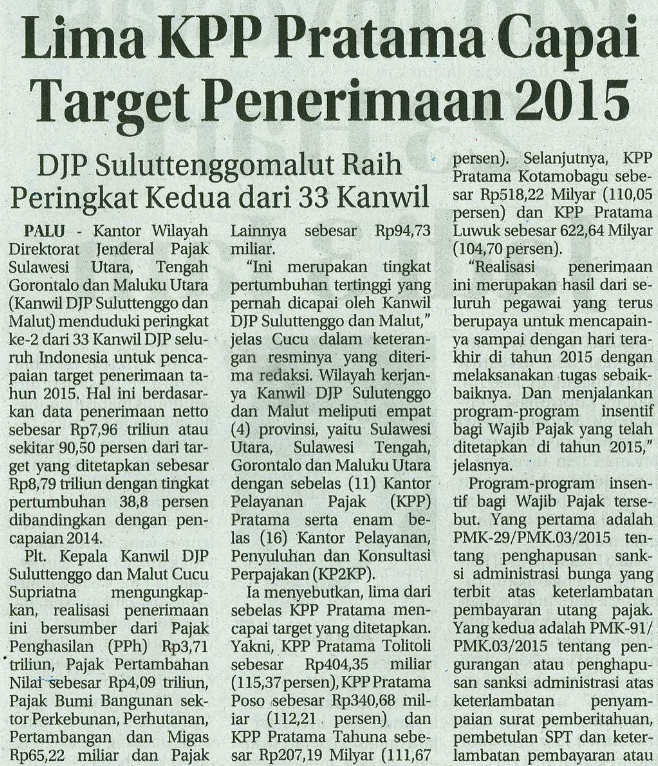 Lima KPP Pratama Capai
Target Penerimaan 2015
DJP Suluttenggomalut Raih
Peringkat Kedua dari 33 Kanwil
PALU - Kantor Wilayah
Direktorat Jenderal Pajak
Sulawesi Utara, Tengah
Gorontalo dan Maluku Utara
(Kanwil DJP Suluttenggo dan
Malut) menduduki peringkat
ke-2 dari 33 Kanwil DJP selu-
ruh Indonesia untuk penca-
paian target penerimaan ta-
hun 2015. Hal ini berdasar-
kan data penerimaan netto
sebesar Rp7,96 triliun atau
sekitar 90,50 persen dari tar-
get yang ditetapkan sebesar
Rp8,79 triliun dengan tingkat
pertumbuhan 38,8 persen
dibandingkan dengan pen-
capaian 2014.
Plt. Kepala Kanwil DJP
Suluttenggo dan Malut Cucu
Supriatna mengungkap-
kan, realisasi penerimaan
ini bersumber dari Pajak
Penghasilan (PPh) Rp3,71
triliun, Pajak Pertambahan
Nilai sebesar Rp4,09 triliun,
Pajak Bumi Bangunan sek-
tor Perkebunan, Perhutanan,
Pertambangan dan Migas
Rp65,22 miliar dan Pajak
Lainnya sebesar Rp94,73
miliar.
“Ini merupakan tingkat
pertumbuhan tertinggi yang
pernah dicapai oleh Kanwil
DJP Suluttenggo dan Malut,”
jelas Cucu dalam keteran-
gan resminya yang diteri-
ma redaksi. Wilayah kerjan-
ya Kanwil DJP Sulutenggo
dan Malut meliputi empat
(4) provinsi, yaitu Sulawesi
Utara, Sulawesi Tengah,
Gorontalo dan Maluku Utara
dengan sebelas (11) Kantor
Pelayanan Pajak (KPP)
Pratama serta enam be-
las (16) Kantor Pelayanan,
Penyuluhan dan Konsultasi
Perpajakan (KP2KP).
Ia menyebutkan, lima dari
sebelas KPP Pratama men-
capai target yang ditetapkan.
Yakni, KPP Pratama Tolitoli
sebesar Rp404,35 miliar
(115,37 persen), KPP Pratama
Poso sebesar Rp340,68 mil-
iar (112,21 persen) dan
KPP Pratama Tahuna sebe-
sar Rp207,19 Milyar (111,67
persen). Selanjutnya, KPP
Pratama Kotamobagu sebe-
sar Rp518,22 Milyar (110,05
persen) dan KPP Pratama
Luwuk sebesar 622,64 Milyar
(104,70 persen).
“Realisasi penerimaan
ini merupakan hasil dari se-
luruh pegawai yang terus
berupaya untuk mencapain-
ya sampai dengan hari tera-
khir di tahun 2015 dengan
melaksanakan tugas sebaik-
baiknya. Dan menjalankan
program-program insentif
bagi Wajib Pajak yang telah
ditetapkan di tahun 2015,”
jelasnya.
Program-program insen-
tif bagi Wajib Pajak terse-
but. Yang pertama adalah
PMK-29/PMK.03/2015 ten-
tang penghapusan sank-
si administrasi bunga yang
terbit atas keterlambatan
pembayaran utang pajak.
Yang kedua adalah PMK-91/
PMK.03/2015 tentang pen-
gurangan atau penghapu-
san sanksi administrasi atas
keterlambatan penyam-
paian surat pemberitahuan,
pembetulan SPT dan keter-
lambatan pembayaran atau